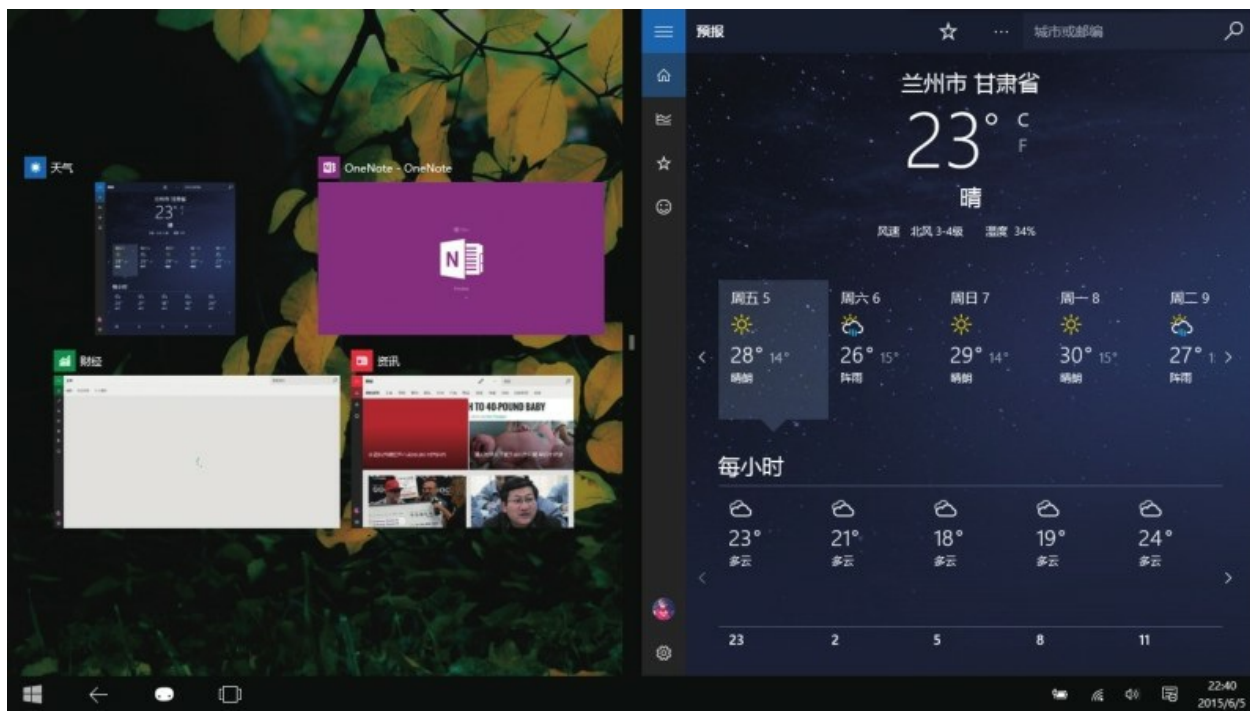 天气
OneNote - OneNote
财经
资讯
H TO 40-POUND BABY
预报
城市或邮编
兰州市 甘肃省
23° C
F
晴
风速 北风 3-4级 湿度 34%
周五 5 周六 6 周日 7 周一 8 周二 9
28° 14° 26° 15° 29° 14° 30° 15° 27° 1
晴朗 阵雨 晴朗 晴朗 阵雨
每小时
23° 21° 18° 19° 24°
多云 多云 多云 多云 多云
23 2 5 8 11
22:40
2015/6/5